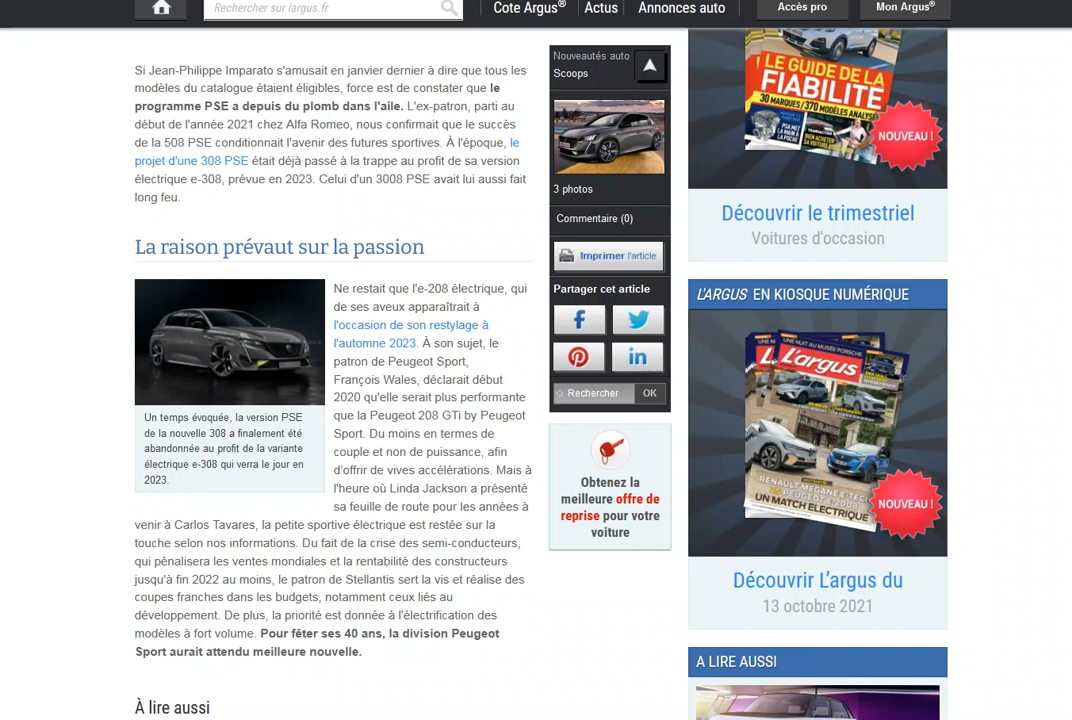 Rechercher sur largus.fr
Cote Argus®
Actus
Annonces auto
Accès pro
Mon Argus®
Si Jean-Philippe Imparato s'amusait en janvier dernier à dire que tous les
modèles du catalogue étaient éligibles, force est de constater que le
programme PSE a depuis du plomb dans l'aile. L'ex-patron, parti au
début de l'année 2021 chez Alfa Romeo, nous confirmait que le succès
de la 508 PSE conditionnait l'avenir des futures sportives. À l'époque, le
projet d'une 308 PSE était déjà passé à la trappe au profit de sa version
électrique e-308, prévue en 2023. Celui d'un 3008 PSE avait lui aussi fait
long feu.
La raison prévaut sur la passion
Un temps évoquée, la version PSE
de la nouvelle 308 a finalement été
abandonnée au profit de la variante
électrique e-308 qui verra le jour en
2023.
Ne restait que l'e-208 électrique, qui
de ses aveux apparaîtrait à
l'occasion de son restylage à
l'automne 2023. À son sujet, le
patron de Peugeot Sport,
François Wales, déclarait début
2020 qu'elle serait plus performante
que la Peugeot 208 GTi by Peugeot
Sport. Du moins en termes de
couple et non de puissance, afin
d'offrir de vives accélérations. Mais à
l'heure où Linda Jackson a présenté
sa feuille de route pour les années à
venir à Carlos Tavares, la petite sportive électrique est restée sur la
touche selon nos informations. Du fait de la crise des semi-conducteurs,
qui pénalisera les ventes mondiales et la rentabilité des constructeurs
jusqu'à fin 2022 au moins, le patron de Stellantis sert la vis et réalise des
coupes franches dans les budgets, notamment ceux liés au
développement. De plus, la priorité est donnée à l'électrification des
modèles à fort volume. Pour fêter ses 40 ans, la division Peugeot
Sport aurait attendu meilleure nouvelle.
À lire aussi
Nouveautés auto
Scoops
3 photos
Commentaire (0)
Imprimer l'article
Partager cet article
Rechercher
OK
Obtenez la
meilleure offre de
reprise pour votre
voiture
LE GUIDE DE LA
FIABILITÉ
30 MARQUES/370 MODÈLES ANALYSÉS
NOUVEAU !
Découvrir le trimestriel
Voitures d'occasion
L'ARGUS EN KIOSQUE NUMÉRIQUE
UNE NUIT AU MUSÉE PORSCHE
L'argus
RENAULT MEGANE E-TECH
VS PEUGEOT E-2008
UN MATCH ÉLECTRIQUE
NOUVEAU !
Découvrir L'argus du
13 octobre 2021
A LIRE AUSSI